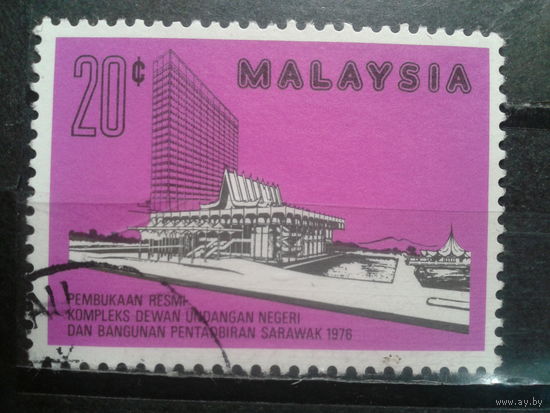 20¢ MALAYSIA
PEMBUKAAN RESMI
KOMPLEKS DEWAN UNDANGAN NEGERI
DAN BANGUNAN PENTADBIRAN SARAWAK 1976
www.ay.by